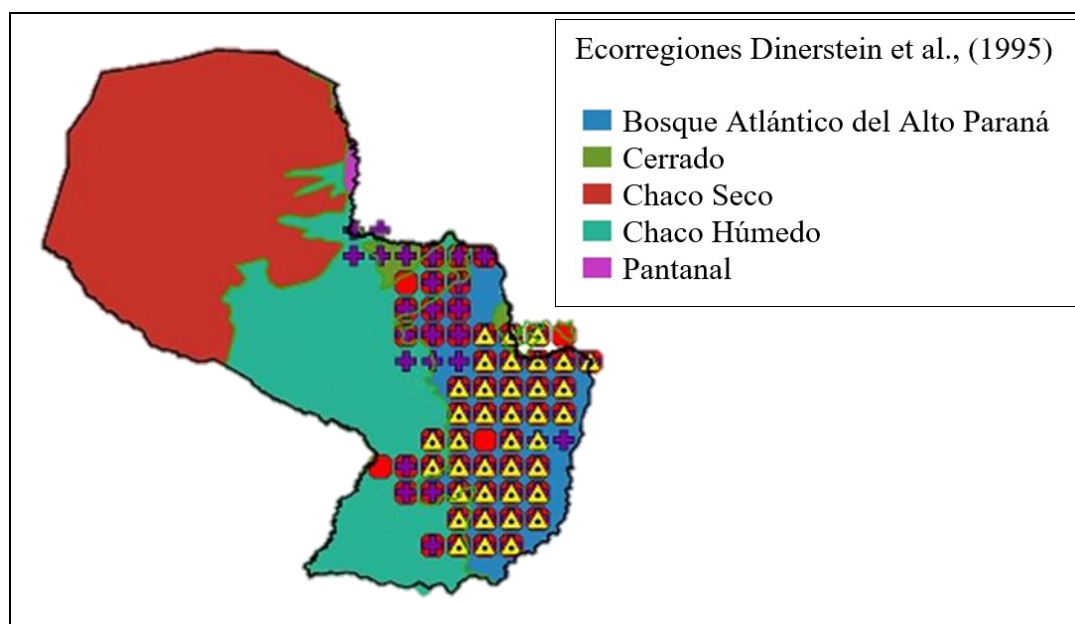 Ecorregiones Dinerstein et al., (1995)
Bosque Atlántico del Alto Paraná
Cerrado
Chaco Seco
Chaco Húmedo
Pantanal